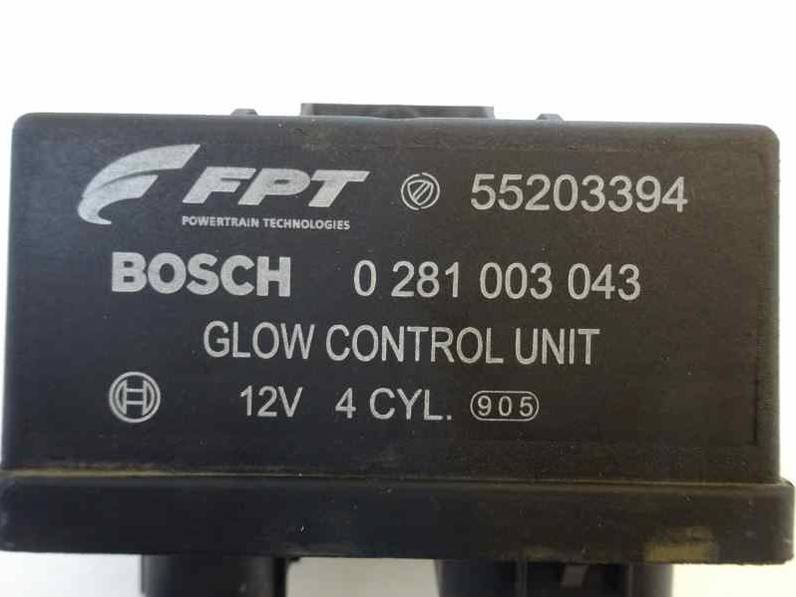 FPT 55203394
POWERTRAIN TECHNOLOGIES
BOSCH 0 281 003 043
GLOW CONTROL UNIT
12V 4 CYL. 905